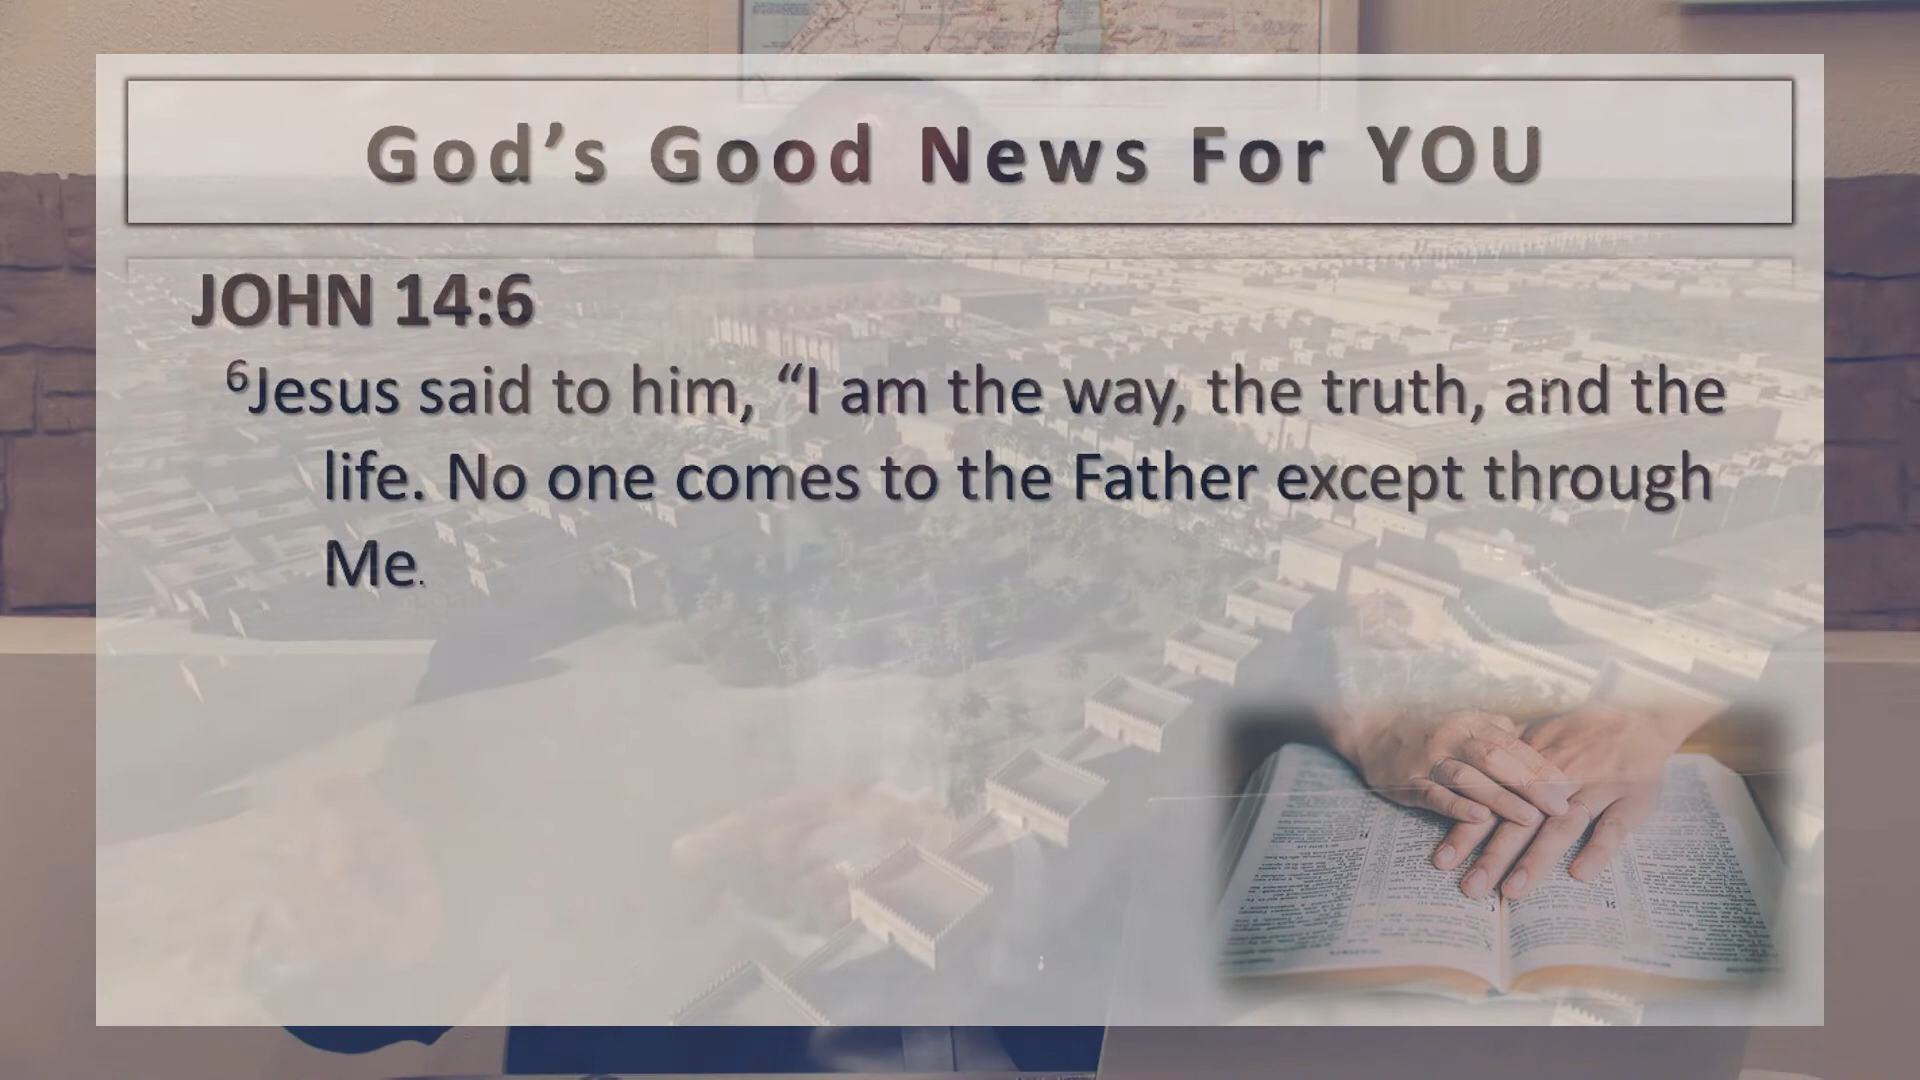 God’s Good News For YOU
JOHN 14:6
⁶Jesus said to him, “I am the way, the truth, and the
life. No one comes to the Father except through
Me.